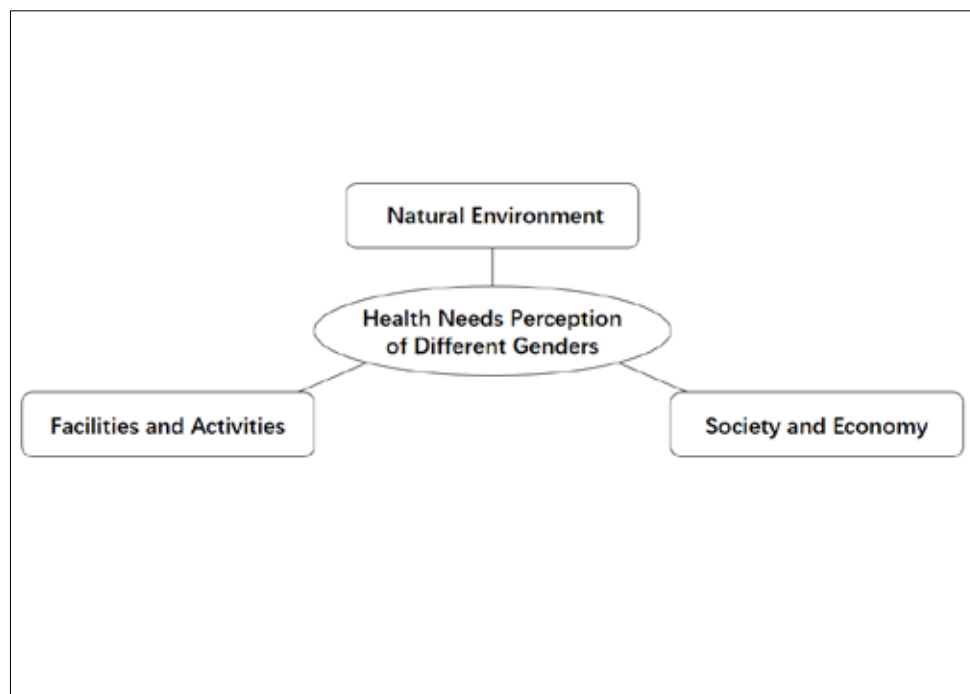 Natural Environment
Health Needs Perception
of Different Genders
Facilities and Activities
Society and Economy